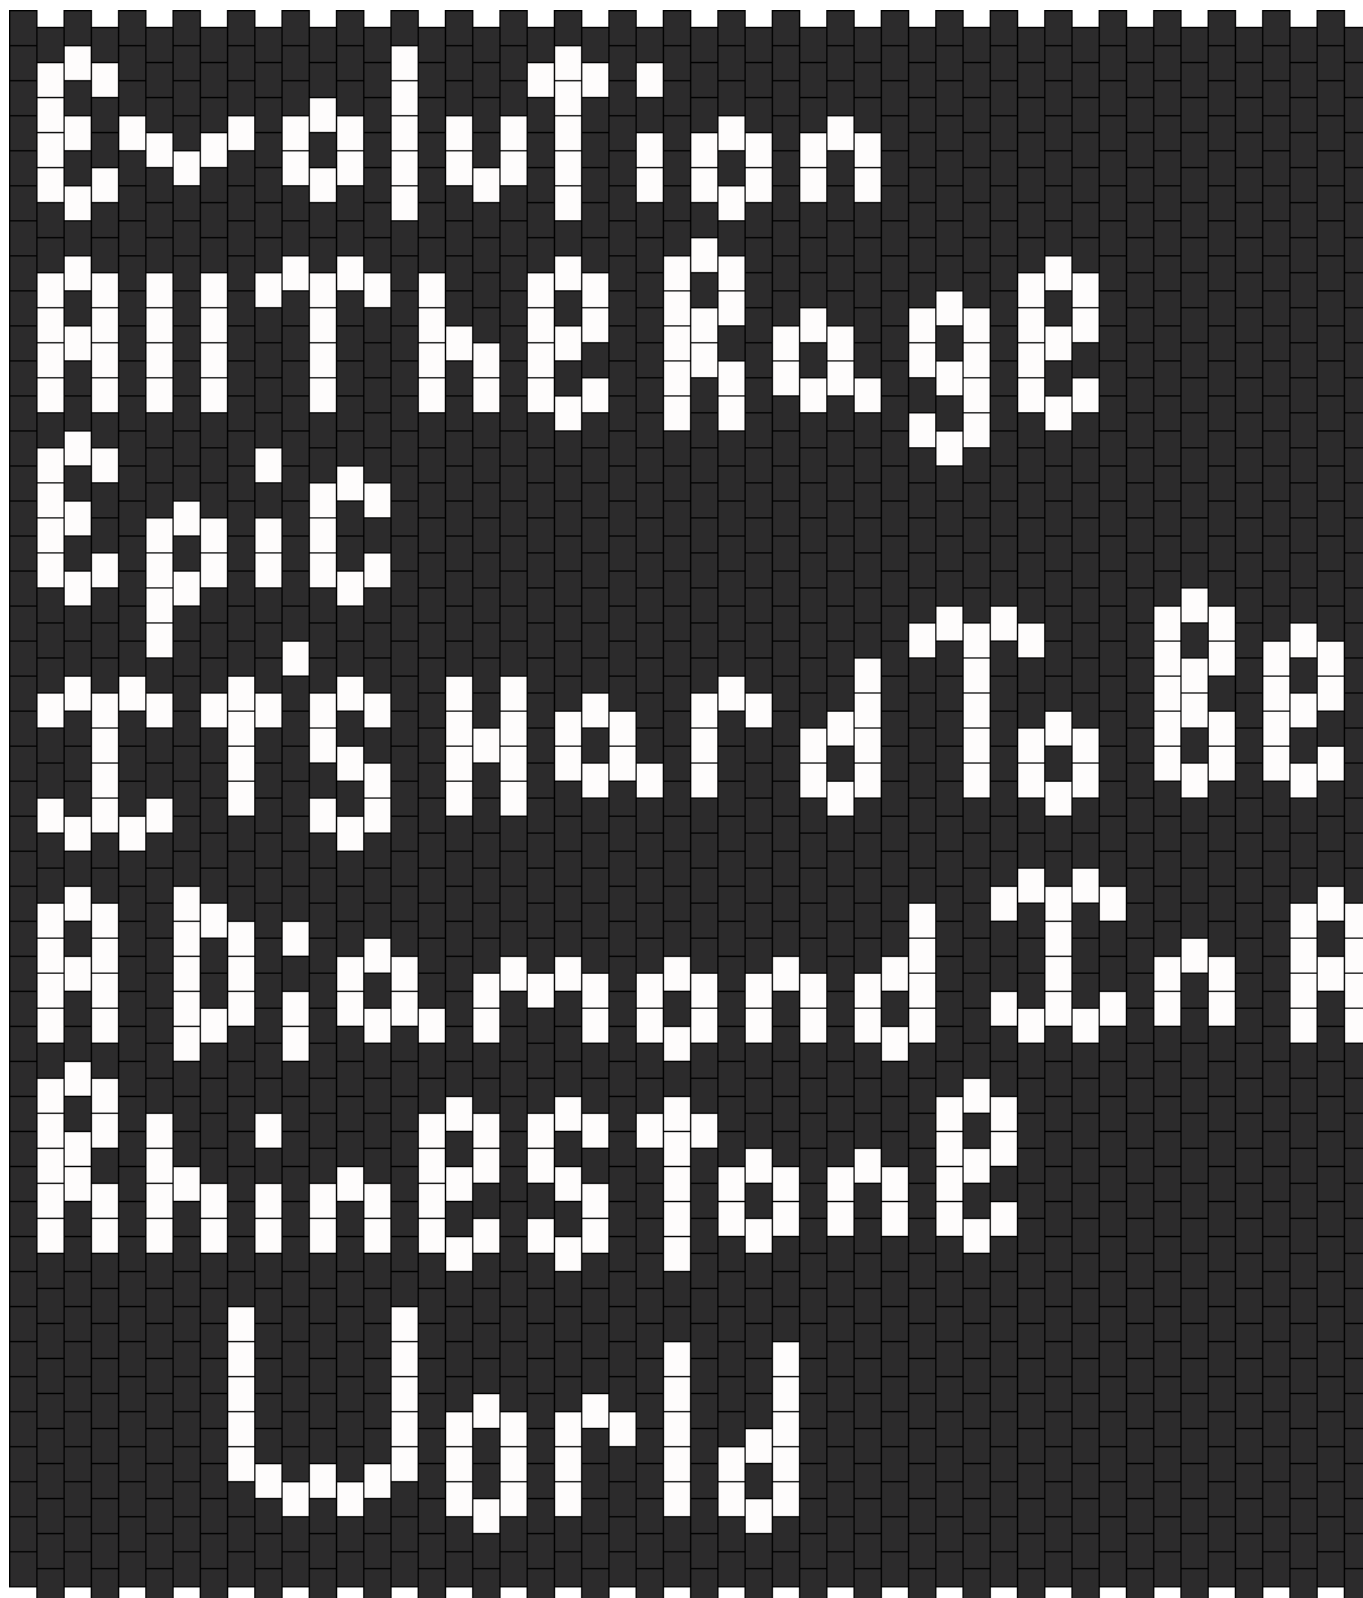 Evolution
All The Rage
Epic
It's Hard To Be
A Diamond In A
Rhinestone
World